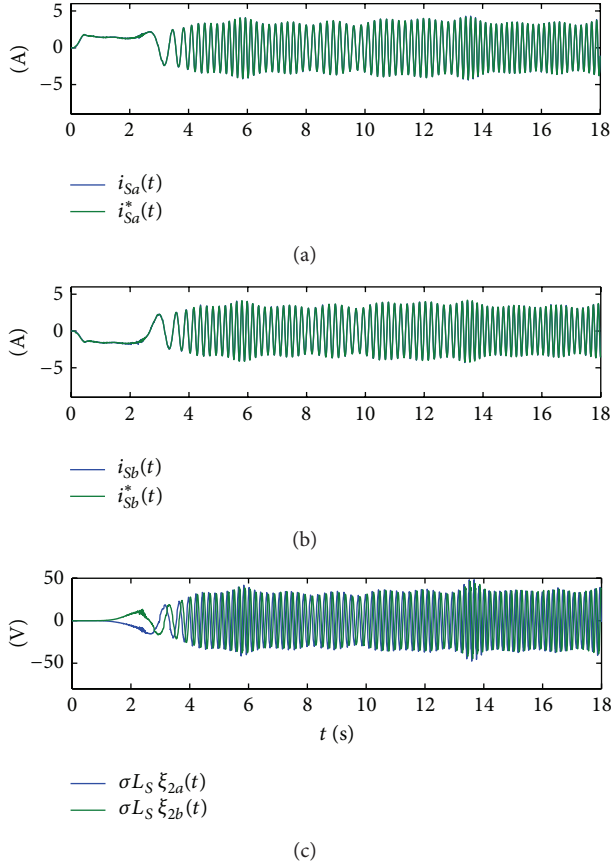 5
0
−5
(A)
0 2 4 6 8 10 12 14 16 18
i_{Sa}(t)
i^*_{Sa}(t)
(a)
5
0
−5
(A)
0 2 4 6 8 10 12 14 16 18
i_{Sb}(t)
i^*_{Sb}(t)
(b)
50
0
−50
(V)
0 2 4 6 8 10 12 14 16 18
t (s)
σL_S ξ_{2a}(t)
σL_S ξ_{2b}(t)
(c)